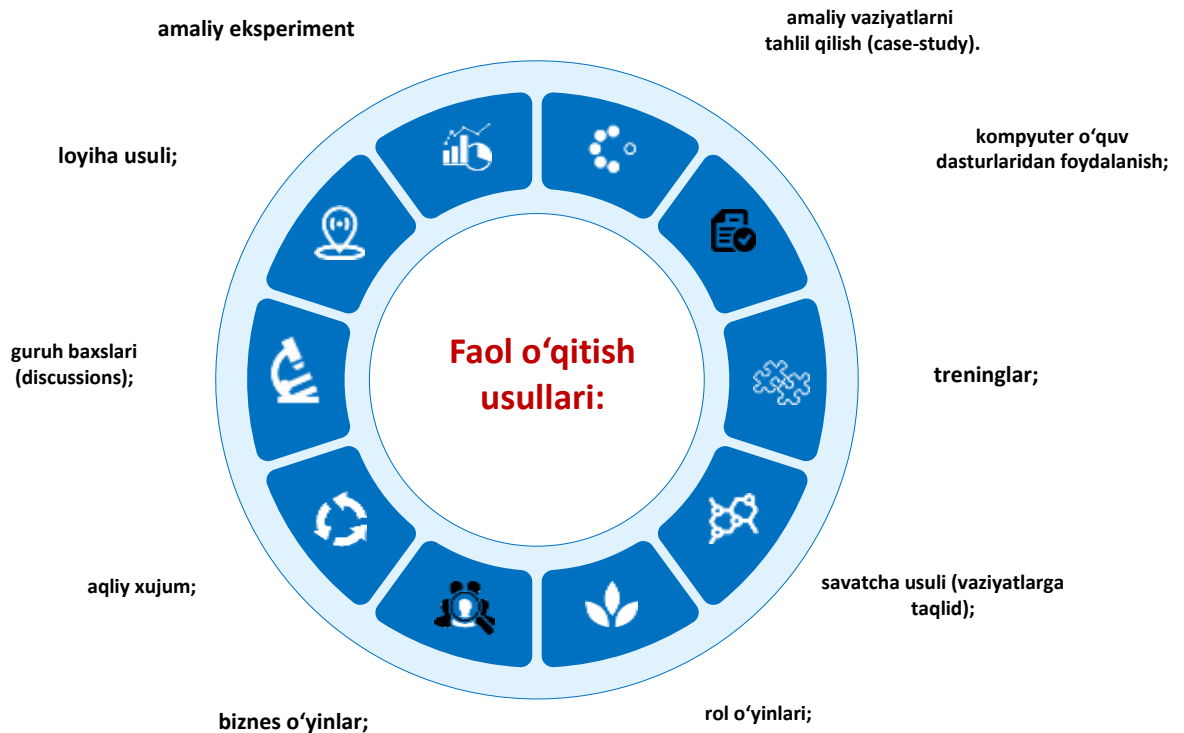 amaliy eksperiment
amaliy vaziyatlarni
tahlil qilish (case-study).
loyiha usuli;
kompyuter o‘quv
dasturlaridan foydalanish;
guruh baxslari
(discussions);
Faol o‘qitish
usullari:
treninglar;
aqliy xujum;
savatcha usuli (vaziyatlarga
taqlid);
biznes o‘yinlar;
rol o‘yinlari;